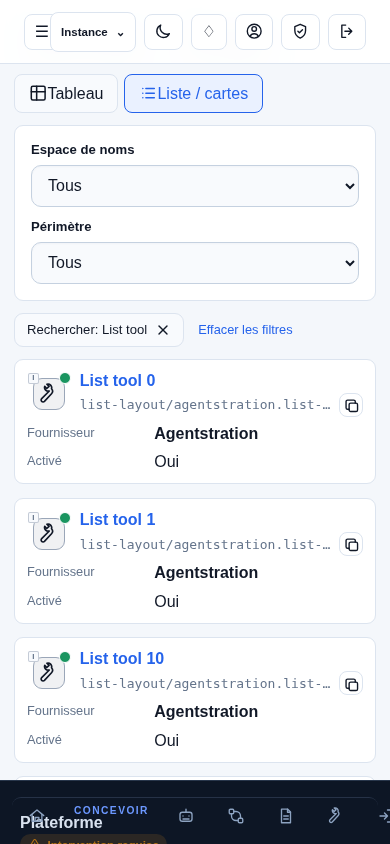 Instance
Tableau
Liste / cartes
Espace de noms
Tous
Périmètre
Tous
Rechercher: List tool
Effacer les filtres
I
List tool 0
list-layout/agentstration.list-…
Fournisseur Agentstration
Activé Oui
I
List tool 1
list-layout/agentstration.list-…
Fournisseur Agentstration
Activé Oui
I
List tool 10
list-layout/agentstration.list-…
Fournisseur Agentstration
Activé Oui
CONCEVOIR
Plateforme
Intervention requise